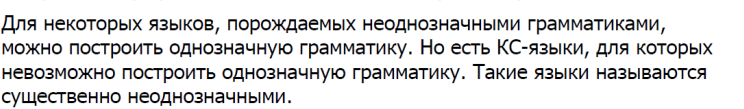 Для некоторых языков, порождаемых неоднозначными грамматиками,
можно построить однозначную грамматику. Но есть КС-языки, для которых
невозможно построить однозначную грамматику. Такие языки называются
существенно неоднозначными.